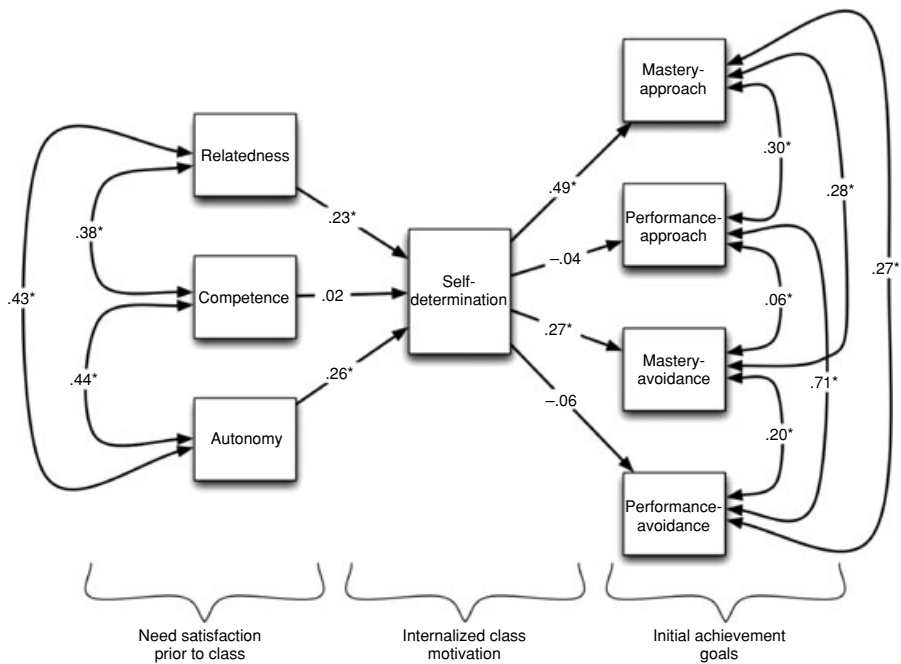 Mastery-
approach
.27*
.30*
Relatedness
.28*
.49*
.23*
Performance-
approach
.38*
–.04
Self-
determination
.43*
Competence
.02
.06*
.27*
Mastery-
avoidance
.44*
.26*
.71*
–.06
Autonomy
.20*
Performance-
avoidance
Need satisfaction
prior to class
Internalized class
motivation
Initial achievement
goals